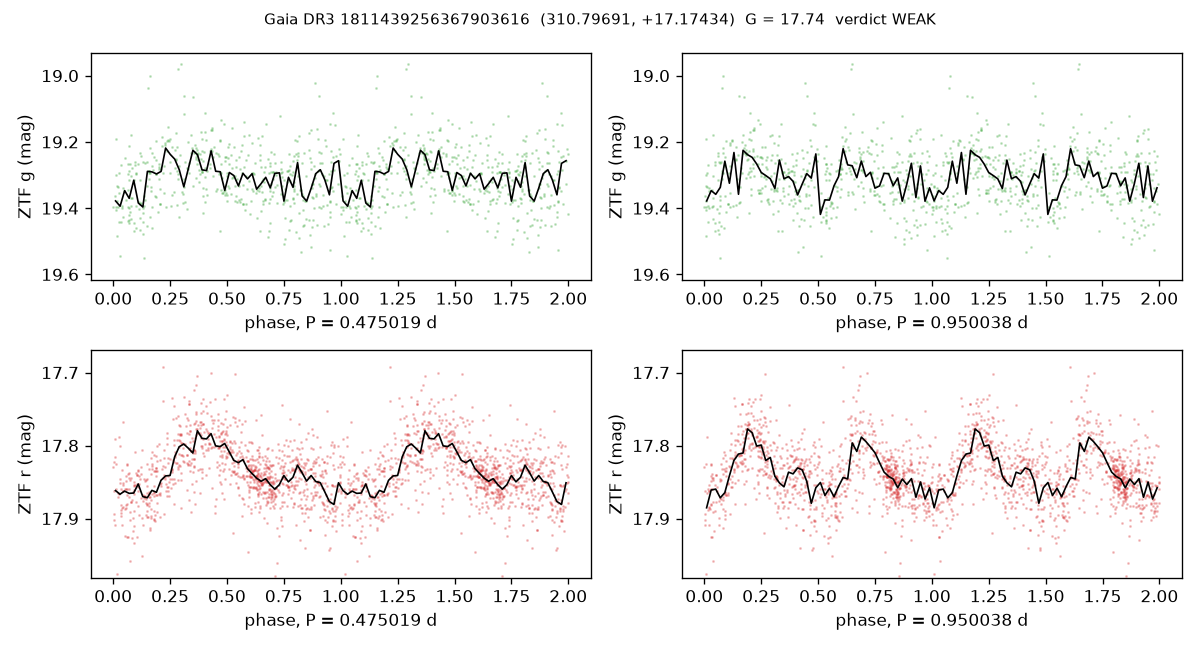 Gaia DR3 1811439256367903616  (310.79691, +17.17434)  G = 17.74  verdict WEAK
ZTF g (mag)
19.0
19.2
19.4
19.6
0.00 0.25 0.50 0.75 1.00 1.25 1.50 1.75 2.00
phase, P = 0.475019 d
ZTF g (mag)
19.0
19.2
19.4
19.6
0.00 0.25 0.50 0.75 1.00 1.25 1.50 1.75 2.00
phase, P = 0.950038 d
ZTF r (mag)
17.7
17.8
17.9
0.00 0.25 0.50 0.75 1.00 1.25 1.50 1.75 2.00
phase, P = 0.475019 d
ZTF r (mag)
17.7
17.8
17.9
0.00 0.25 0.50 0.75 1.00 1.25 1.50 1.75 2.00
phase, P = 0.950038 d